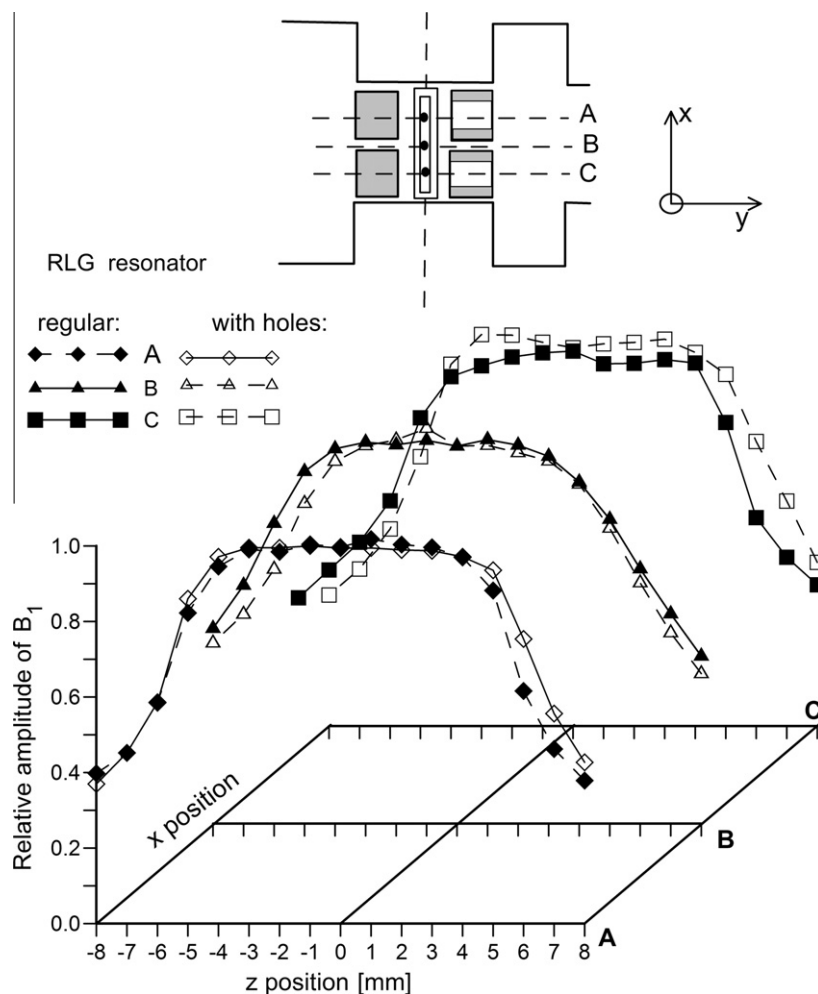 A
B
C
x
y
RLG resonator
regular: with holes:
A
B
C
Relative amplitude of B1
1.0
0.8
0.6
0.4
0.2
0.0
x position
C
B
A
-8 -7 -6 -5 -4 -3 -2 -1 0 1 2 3 4 5 6 7 8
z position [mm]